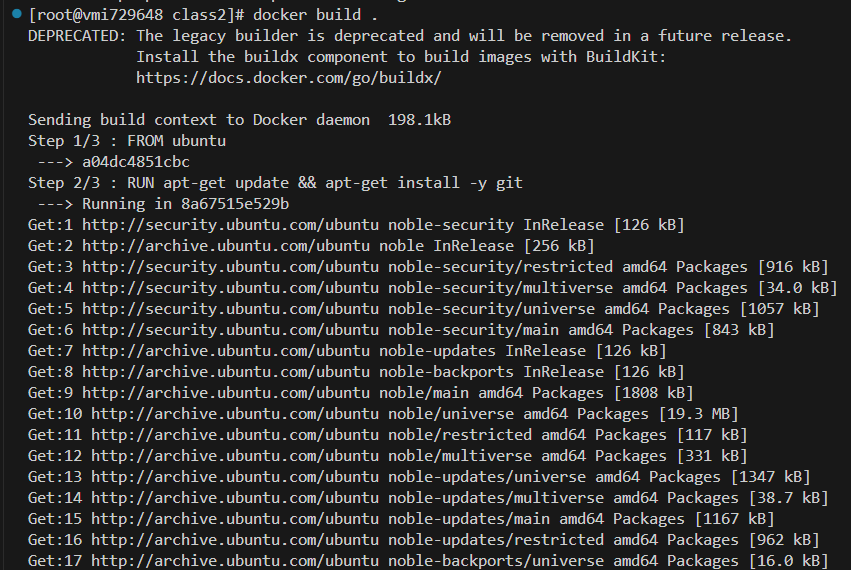 [root@vmi729648 class2]# docker build .
DEPRECATED: The legacy builder is deprecated and will be removed in a future release.
            Install the buildx component to build images with BuildKit:
            https://docs.docker.com/go/buildx/

Sending build context to Docker daemon  198.1kB
Step 1/3 : FROM ubuntu
 ---> a04dc4851cbc
Step 2/3 : RUN apt-get update && apt-get install -y git
 ---> Running in 8a67515e529b
Get:1 http://security.ubuntu.com/ubuntu noble-security InRelease [126 kB]
Get:2 http://archive.ubuntu.com/ubuntu noble InRelease [256 kB]
Get:3 http://security.ubuntu.com/ubuntu noble-security/restricted amd64 Packages [916 kB]
Get:4 http://security.ubuntu.com/ubuntu noble-security/multiverse amd64 Packages [34.0 kB]
Get:5 http://security.ubuntu.com/ubuntu noble-security/universe amd64 Packages [1057 kB]
Get:6 http://security.ubuntu.com/ubuntu noble-security/main amd64 Packages [843 kB]
Get:7 http://archive.ubuntu.com/ubuntu noble-updates InRelease [126 kB]
Get:8 http://archive.ubuntu.com/ubuntu noble-backports InRelease [126 kB]
Get:9 http://archive.ubuntu.com/ubuntu noble/main amd64 Packages [1808 kB]
Get:10 http://archive.ubuntu.com/ubuntu noble/universe amd64 Packages [19.3 MB]
Get:11 http://archive.ubuntu.com/ubuntu noble/restricted amd64 Packages [117 kB]
Get:12 http://archive.ubuntu.com/ubuntu noble/multiverse amd64 Packages [331 kB]
Get:13 http://archive.ubuntu.com/ubuntu noble-updates/universe amd64 Packages [1347 kB]
Get:14 http://archive.ubuntu.com/ubuntu noble-updates/multiverse amd64 Packages [38.7 kB]
Get:15 http://archive.ubuntu.com/ubuntu noble-updates/main amd64 Packages [1167 kB]
Get:16 http://archive.ubuntu.com/ubuntu noble-updates/restricted amd64 Packages [962 kB]
Get:17 http://archive.ubuntu.com/ubuntu noble-backports/universe amd64 Packages [16.0 kB]